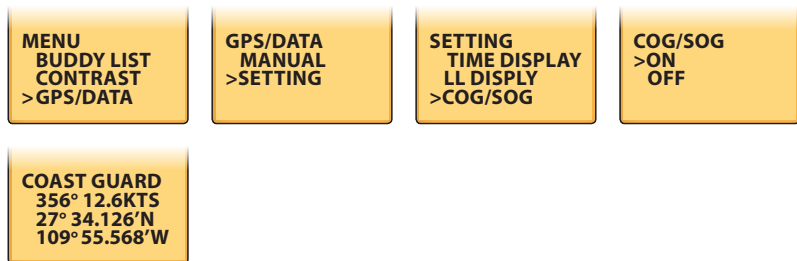 MENU
BUDDY LIST
CONTRAST
>GPS/DATA
GPS/DATA
MANUAL
>SETTING
SETTING
TIME DISPLAY
LL DISPLY
>COG/SOG
COG/SOG
>ON
OFF
COAST GUARD
356° 12.6KTS
27° 34.126’N
109° 55.568’W